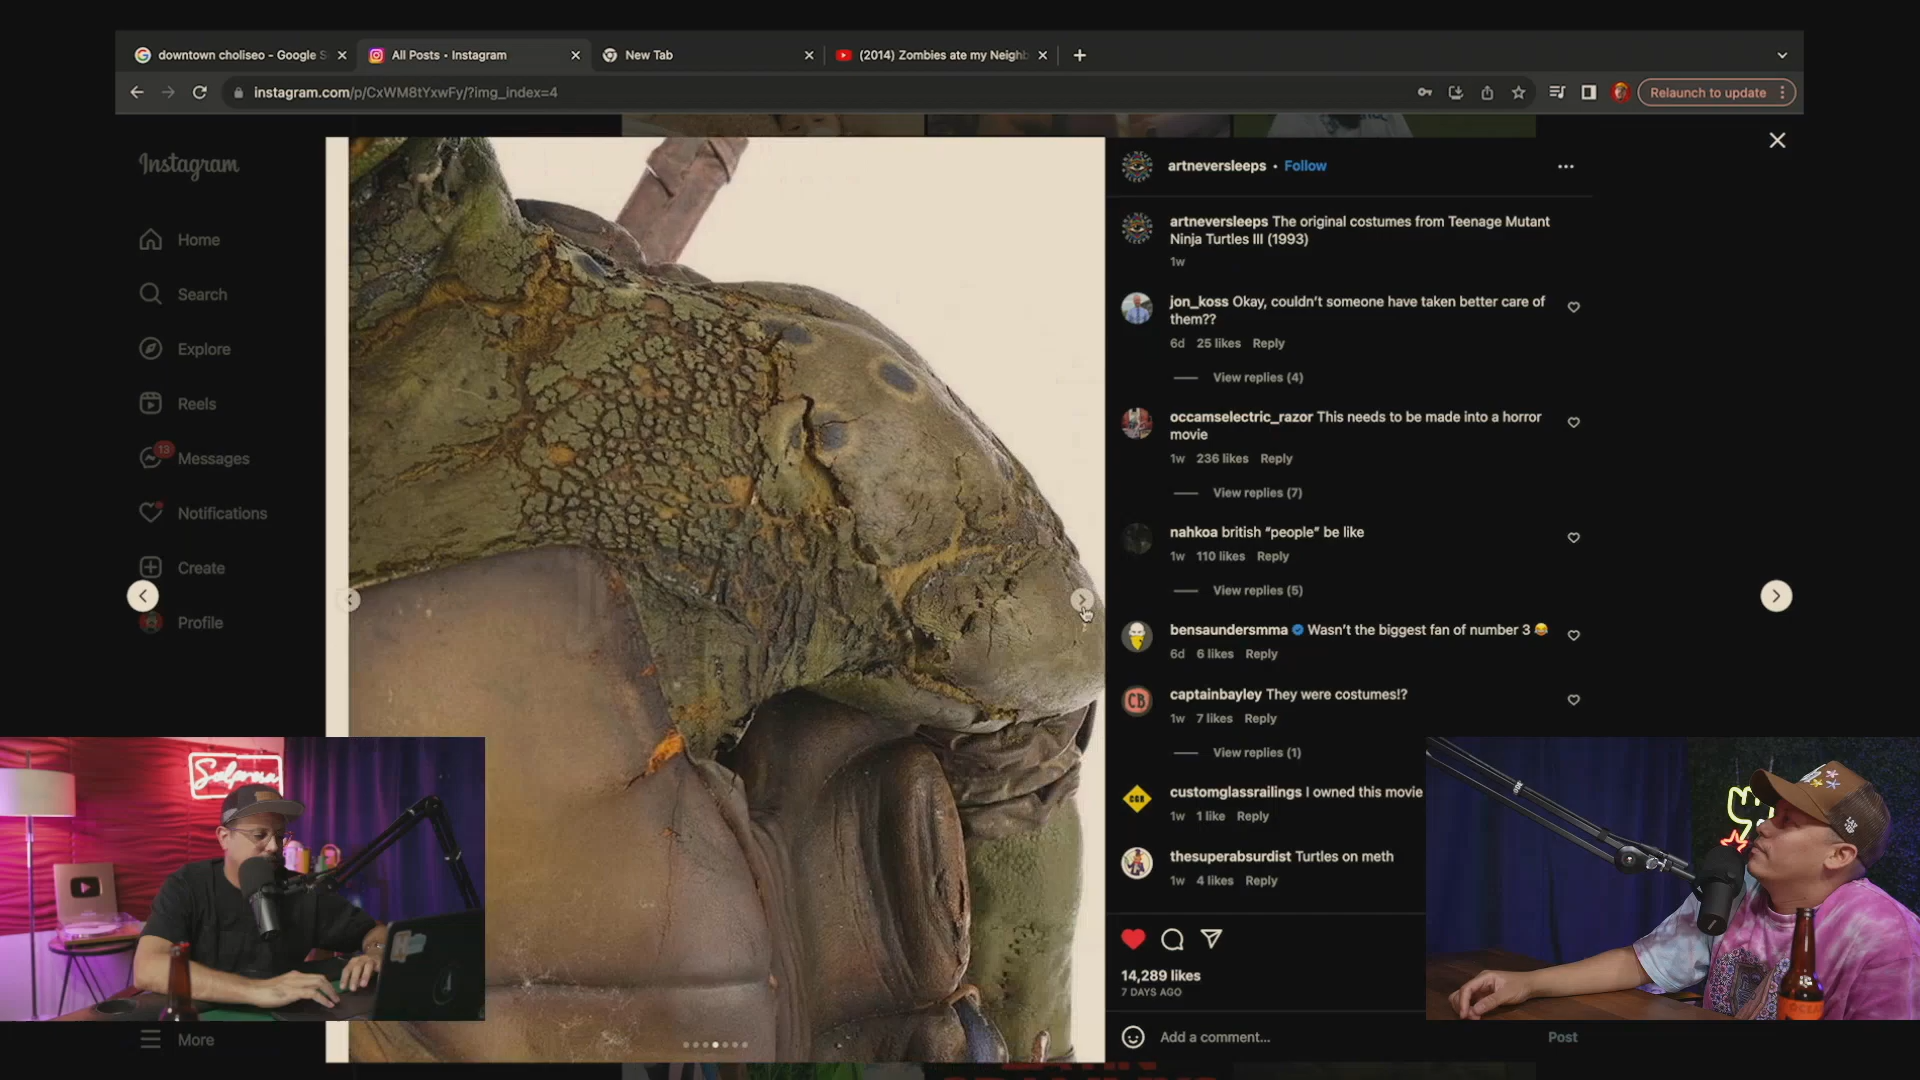 downtown choliseo - Google S
All Posts • Instagram
New Tab
(2014) Zombies ate my Neighb
instagram.com/p/CxWM8tYxwFy/?img_index=4
Relaunch to update
Instagram
Home
Search
Explore
Reels
13
Messages
Notifications
Create
Profile
More
artneversleeps • Follow
artneversleeps The original costumes from Teenage Mutant
Ninja Turtles III (1993)
1w
jon_koss Okay, couldn't someone have taken better care of
them??
6d 25 likes Reply
View replies (4)
occamselectric_razor This needs to be made into a horror
movie
1w 236 likes Reply
View replies (7)
nahkoa british “people” be like
1w 110 likes Reply
View replies (5)
bensaundersmma Wasn't the biggest fan of number 3 😂
6d 6 likes Reply
CB
captainbayley They were costumes!?
1w 7 likes Reply
View replies (1)
CGR
customglassrailings I owned this movie
1w 1 like Reply
thesuperabsurdist Turtles on meth
1w 4 likes Reply
14,289 likes
7 DAYS AGO
Add a comment...
Post